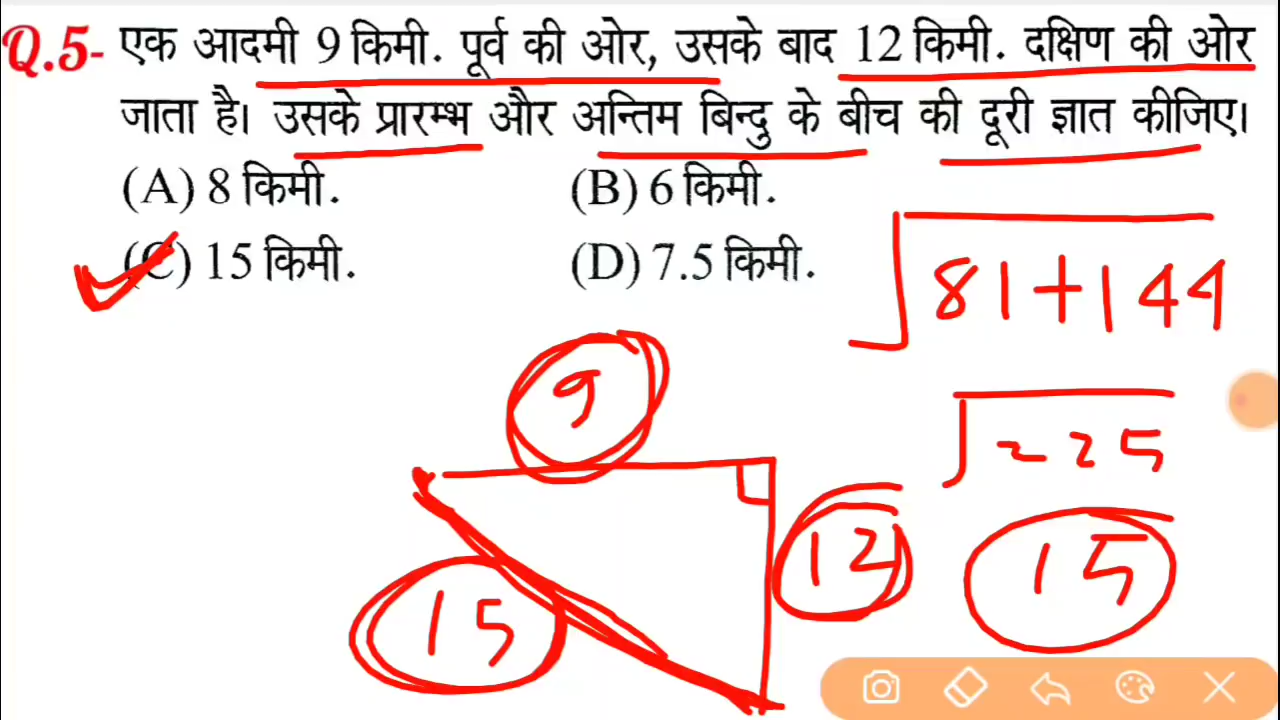 Q.5- एक आदमी 9 किमी. पूर्व की ओर, उसके बाद 12 किमी. दक्षिण की ओर
जाता है। उसके प्रारम्भ और अन्तिम बिन्दु के बीच की दूरी ज्ञात कीजिए।
(A) 8 किमी. (B) 6 किमी.
(C) 15 किमी. (D) 7.5 किमी.
√81+144
9
√225
12
15
15